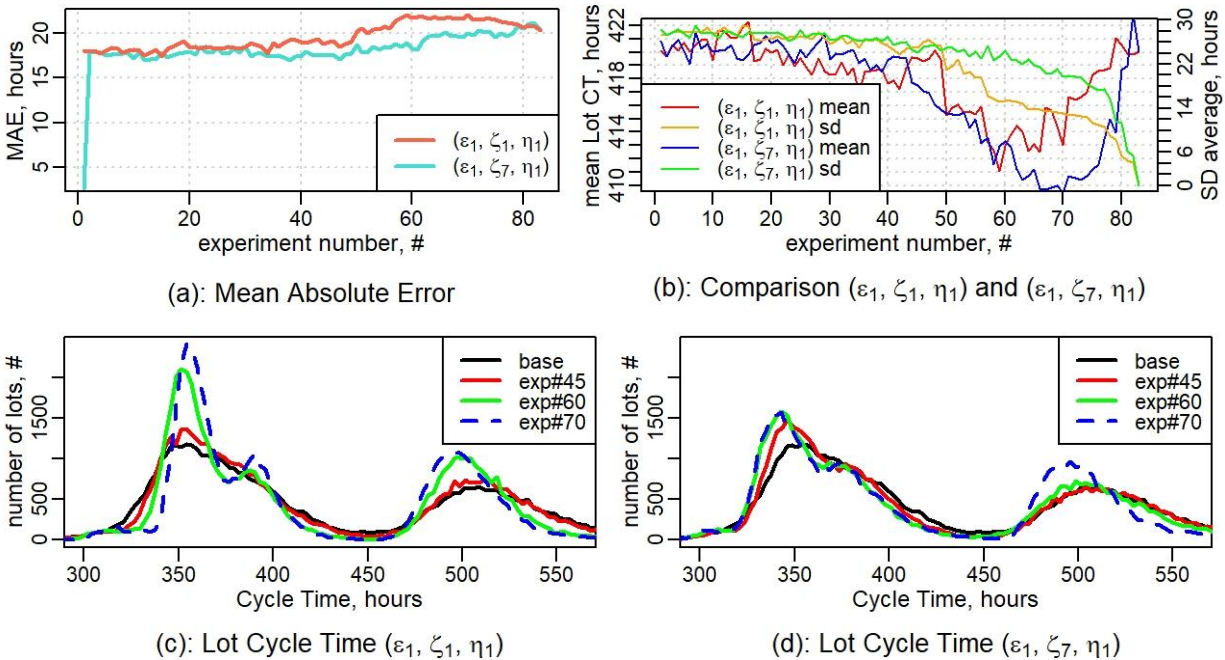 MAE, hours
5 15 20
(ε1, ζ1, η1)
(ε1, ζ7, η1)
0 20 40 60 80
experiment number, #
(a): Mean Absolute Error
mean Lot CT, hours
410 414 418 422
(ε1, ζ1, η1) mean
(ε1, ζ1, η1) sd
(ε1, ζ7, η1) mean
(ε1, ζ7, η1) sd
0 6 14 22 30
SD average, hours
0 10 20 30 40 50 60 70 80
experiment number, #
(b): Comparison (ε1, ζ1, η1) and (ε1, ζ7, η1)
number of lots, #
0 500 1500
base
exp#45
exp#60
exp#70
300 350 400 450 500 550
Cycle Time, hours
(c): Lot Cycle Time (ε1, ζ1, η1)
number of lots, #
0 500 1500
base
exp#45
exp#60
exp#70
300 350 400 450 500 550
Cycle Time, hours
(d): Lot Cycle Time (ε1, ζ7, η1)